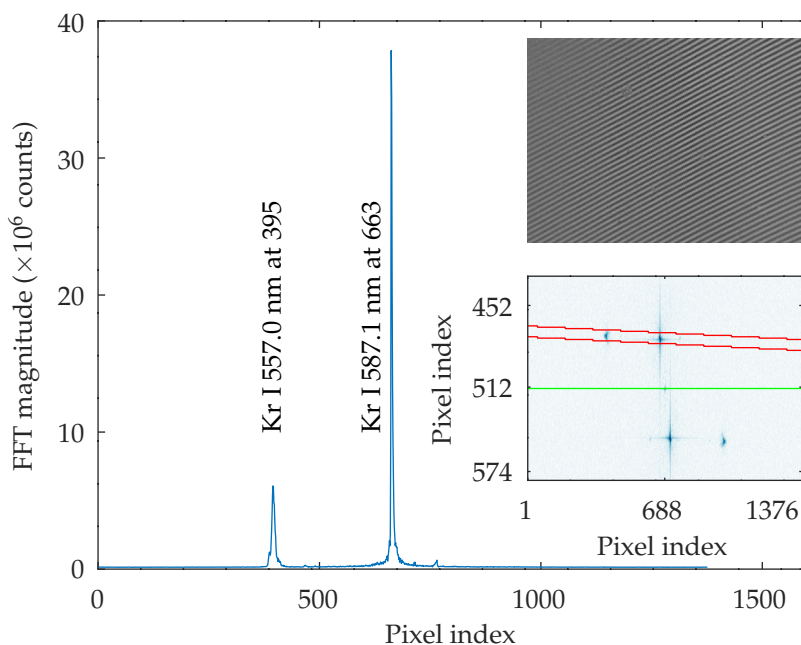 FFT magnitude (×10⁶ counts)
40
30
20
10
0
Kr I 557.0 nm at 395
Kr I 587.1 nm at 663
0
500
1000
1500
Pixel index
Pixel index
452
512
574
1
688
1376
Pixel index